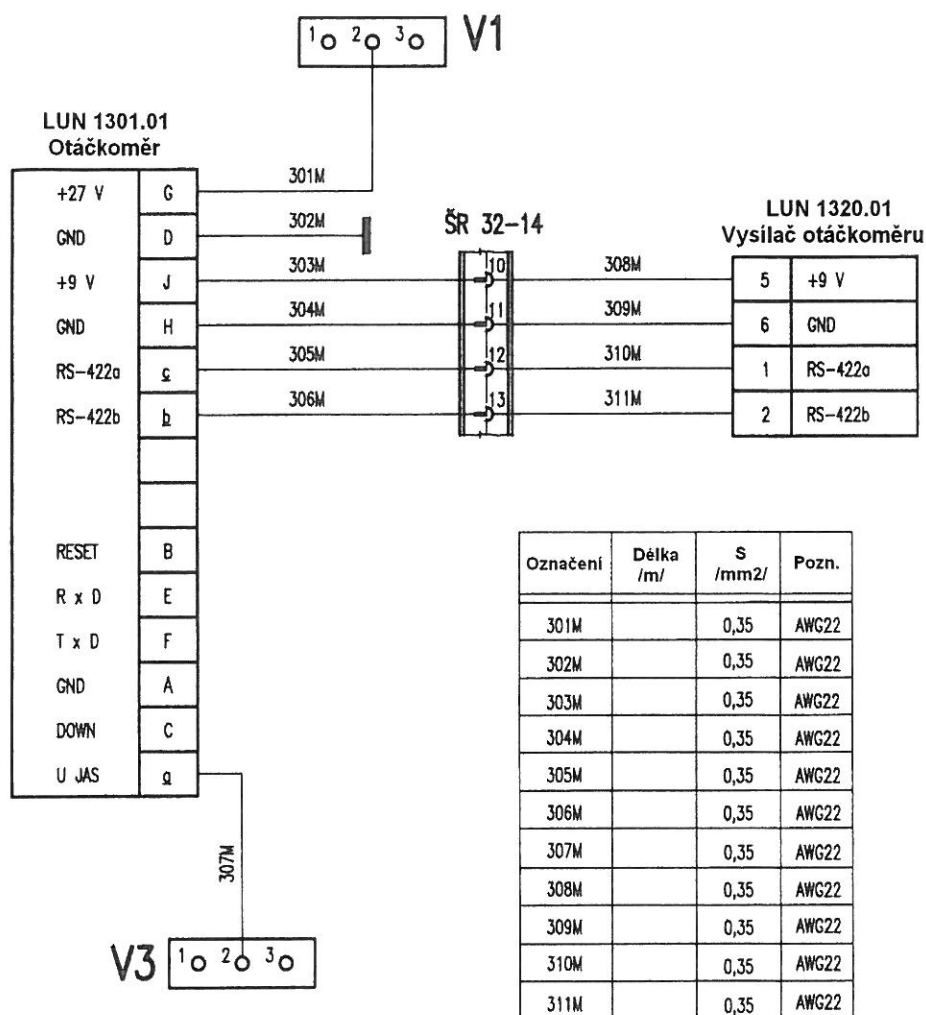 1 2 3 V1
LUN 1301.01
Otáčkoměr
+27 V G 301M
GND D 302M
ŠR 32-14
LUN 1320.01
Vysílač otáčkoměru
+9 V J 303M 10 308M 5 +9 V
GND H 304M 11 309M 6 GND
RS-422a c 305M 12 310M 1 RS-422a
RS-422b b 306M 13 311M 2 RS-422b
RESET B
R x D E
T x D F
GND A
DOWN C
U JAS a
307M
V3 1 2 3
Označení Délka /m/ S /mm2/ Pozn.
301M 0,35 AWG22
302M 0,35 AWG22
303M 0,35 AWG22
304M 0,35 AWG22
305M 0,35 AWG22
306M 0,35 AWG22
307M 0,35 AWG22
308M 0,35 AWG22
309M 0,35 AWG22
310M 0,35 AWG22
311M 0,35 AWG22